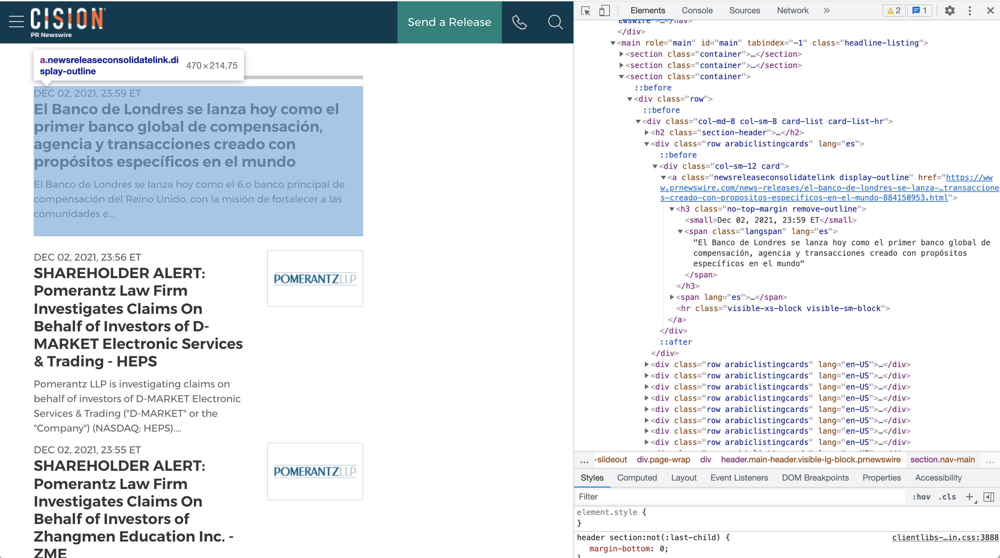 CISION
PR Newswire
Send a Release
a.newsreleaseconsolidatelink.di
splay-outline
470×214.75
DEC 02, 2021, 23:59 ET
El Banco de Londres se lanza hoy como el
primer banco global de compensación,
agencia y transacciones creado con
propósitos específicos en el mundo
El Banco de Londres se lanza hoy como el 6.o banco principal de
compensación del Reino Unido, con la misión de fortalecer a las
comunidades e...
DEC 02, 2021, 23:56 ET
SHAREHOLDER ALERT:
Pomerantz Law Firm
Investigates Claims On
Behalf of Investors of D-
MARKET Electronic Services
& Trading - HEPS
Pomerantz LLP is investigating claims on
behalf of investors of D-MARKET Electronic
Services & Trading ("D-MARKET" or the
"Company") (NASDAQ: HEPS)....
POMERANTZLLP
DEC 02, 2021, 23:55 ET
SHAREHOLDER ALERT:
Pomerantz Law Firm
Investigates Claims On
Behalf of Investors of
Zhangmen Education Inc. -
ZME
POMERANTZLLP
Elements Console Sources Network » 2 1
ewswire">…</nav>
</div>
<main role="main" id="main" tabindex="-1" class="headline-listing">
<section class="container">…</section>
<section class="container">…</section>
<section class="container">
::before
<div class="row">
::before
<div class="col-md-8 col-sm-8 card-list card-list-hr">
<h2 class="section-header">…</h2>
<div class="row arabiclistingcards" lang="es">
::before
<div class="col-sm-12 card">
<a class="newsreleaseconsolidatelink display-outline" href="https://ww
w.prnewswire.com/news-releases/el-banco-de-londres-se-lanza-…transaccione
s-creado-con-propositos-especificos-en-el-mundo-884150953.html">
<h3 class="no-top-margin remove-outline">
<small>Dec 02, 2021, 23:59 ET</small>
<span class="langspan" lang="es">
"El Banco de Londres se lanza hoy como el primer banco global de
compensación, agencia y transacciones creado con propósitos
específicos en el mundo"
</span>
</h3>
<span lang="es">…</span>
<hr class="visible-xs-block visible-sm-block">
</a>
</div>
::after
</div>
<div class="row arabiclistingcards" lang="en-US">…</div>
<div class="row arabiclistingcards" lang="en-US">…</div>
<div class="row arabiclistingcards" lang="en-US">…</div>
<div class="row arabiclistingcards" lang="en-US">…</div>
<div class="row arabiclistingcards" lang="en-US">…</div>
<div class="row arabiclistingcards" lang="en-US">…</div>
<div class="row arabiclistingcards" lang="en-US">…</div>
<div class="row arabiclistingcards" lang="en-US">…</div>
... -slideout div.page-wrap div header.main-header.visible-lg-block.prnewswire section.nav-main ...
Styles Computed Layout Event Listeners DOM Breakpoints Properties Accessibility
Filter :hov .cls +
element.style {
}
header section:not(:last-child) { clientlibs-…in.css:3888
margin-bottom: 0;
}